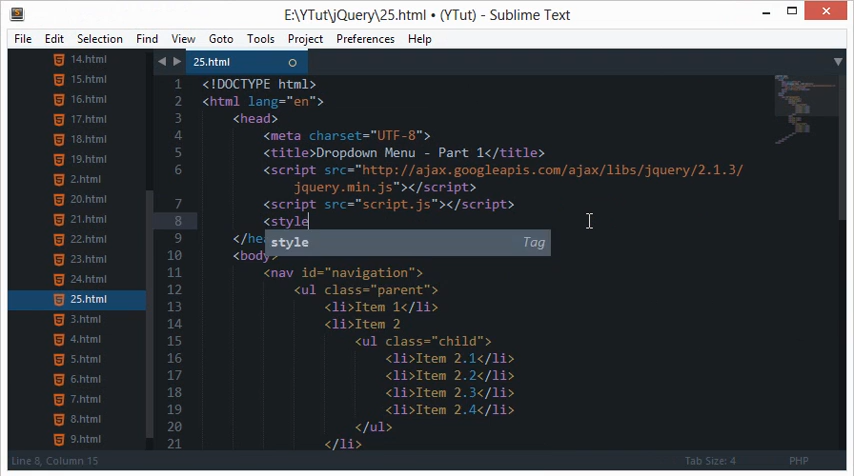 E:\YTut\jQuery\25.html • (YTut) - Sublime Text
File Edit Selection Find View Goto Tools Project Preferences Help
14.html
15.html
16.html
17.html
18.html
19.html
2.html
20.html
21.html
22.html
23.html
24.html
25.html
3.html
4.html
5.html
6.html
7.html
8.html
9.html
25.html
1 <!DOCTYPE html>
2 <html lang="en">
3 <head>
4 <meta charset="UTF-8">
5 <title>Dropdown Menu - Part 1</title>
6 <script src="http://ajax.googleapis.com/ajax/libs/jquery/2.1.3/
jquery.min.js"></script>
7 <script src="script.js"></script>
8 <style
9 </hea
style Tag
10 <body>
11 <nav id="navigation">
12 <ul class="parent">
13 <li>Item 1</li>
14 <li>Item 2
15 <ul class="child">
16 <li>Item 2.1</li>
17 <li>Item 2.2</li>
18 <li>Item 2.3</li>
19 <li>Item 2.4</li>
20 </ul>
21 </li>
Line 8, Column 15
Tab Size: 4
PHP